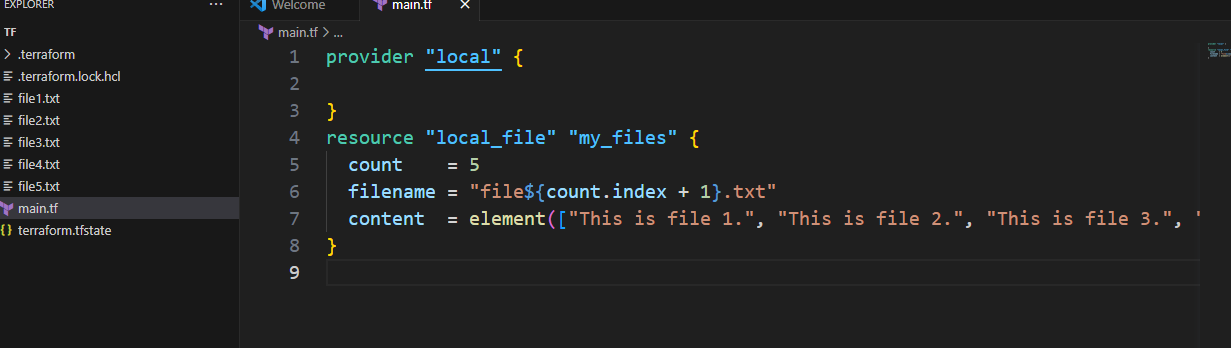 EXPLORER ...
Welcome
main.tf ×
TF
> .terraform
.terraform.lock.hcl
file1.txt
file2.txt
file3.txt
file4.txt
file5.txt
main.tf
{} terraform.tfstate
main.tf > ...
1 provider "local" {
2
3 }
4 resource "local_file" "my_files" {
5 count    = 5
6 filename = "file${count.index + 1}.txt"
7 content  = element(["This is file 1.", "This is file 2.", "This is file 3.", "
8 }
9